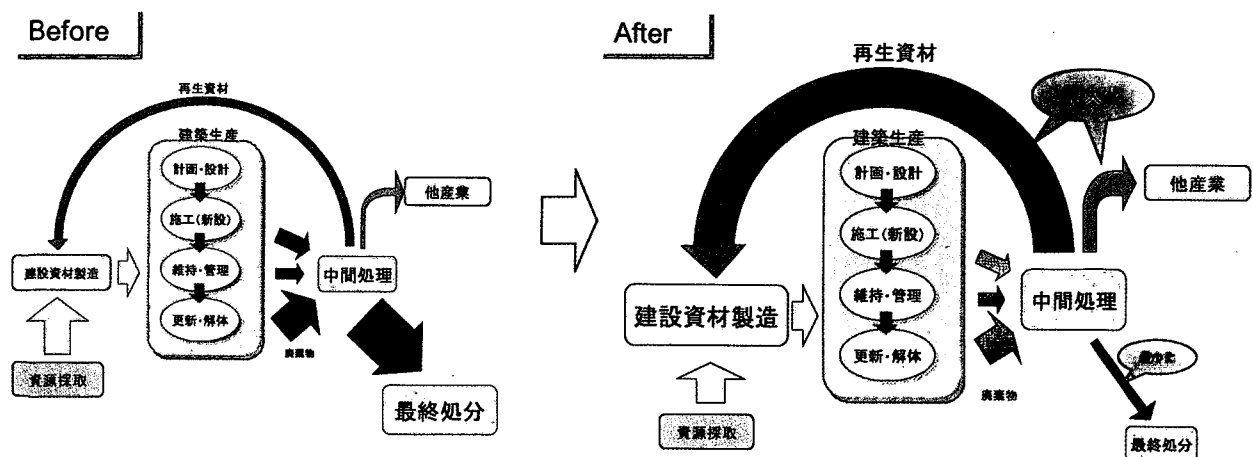 Before
再生資材
建築生産
計画・設計
施工(新設)
維持・管理
更新・解体
他産業
建設資材製造
中間処理
廃棄物
資源採取
最終処分
After
再生資材
建築生産
計画・設計
施工(新設)
維持・管理
更新・解体
他産業
建設資材製造
中間処理
廃棄物
資源採取
最終処分